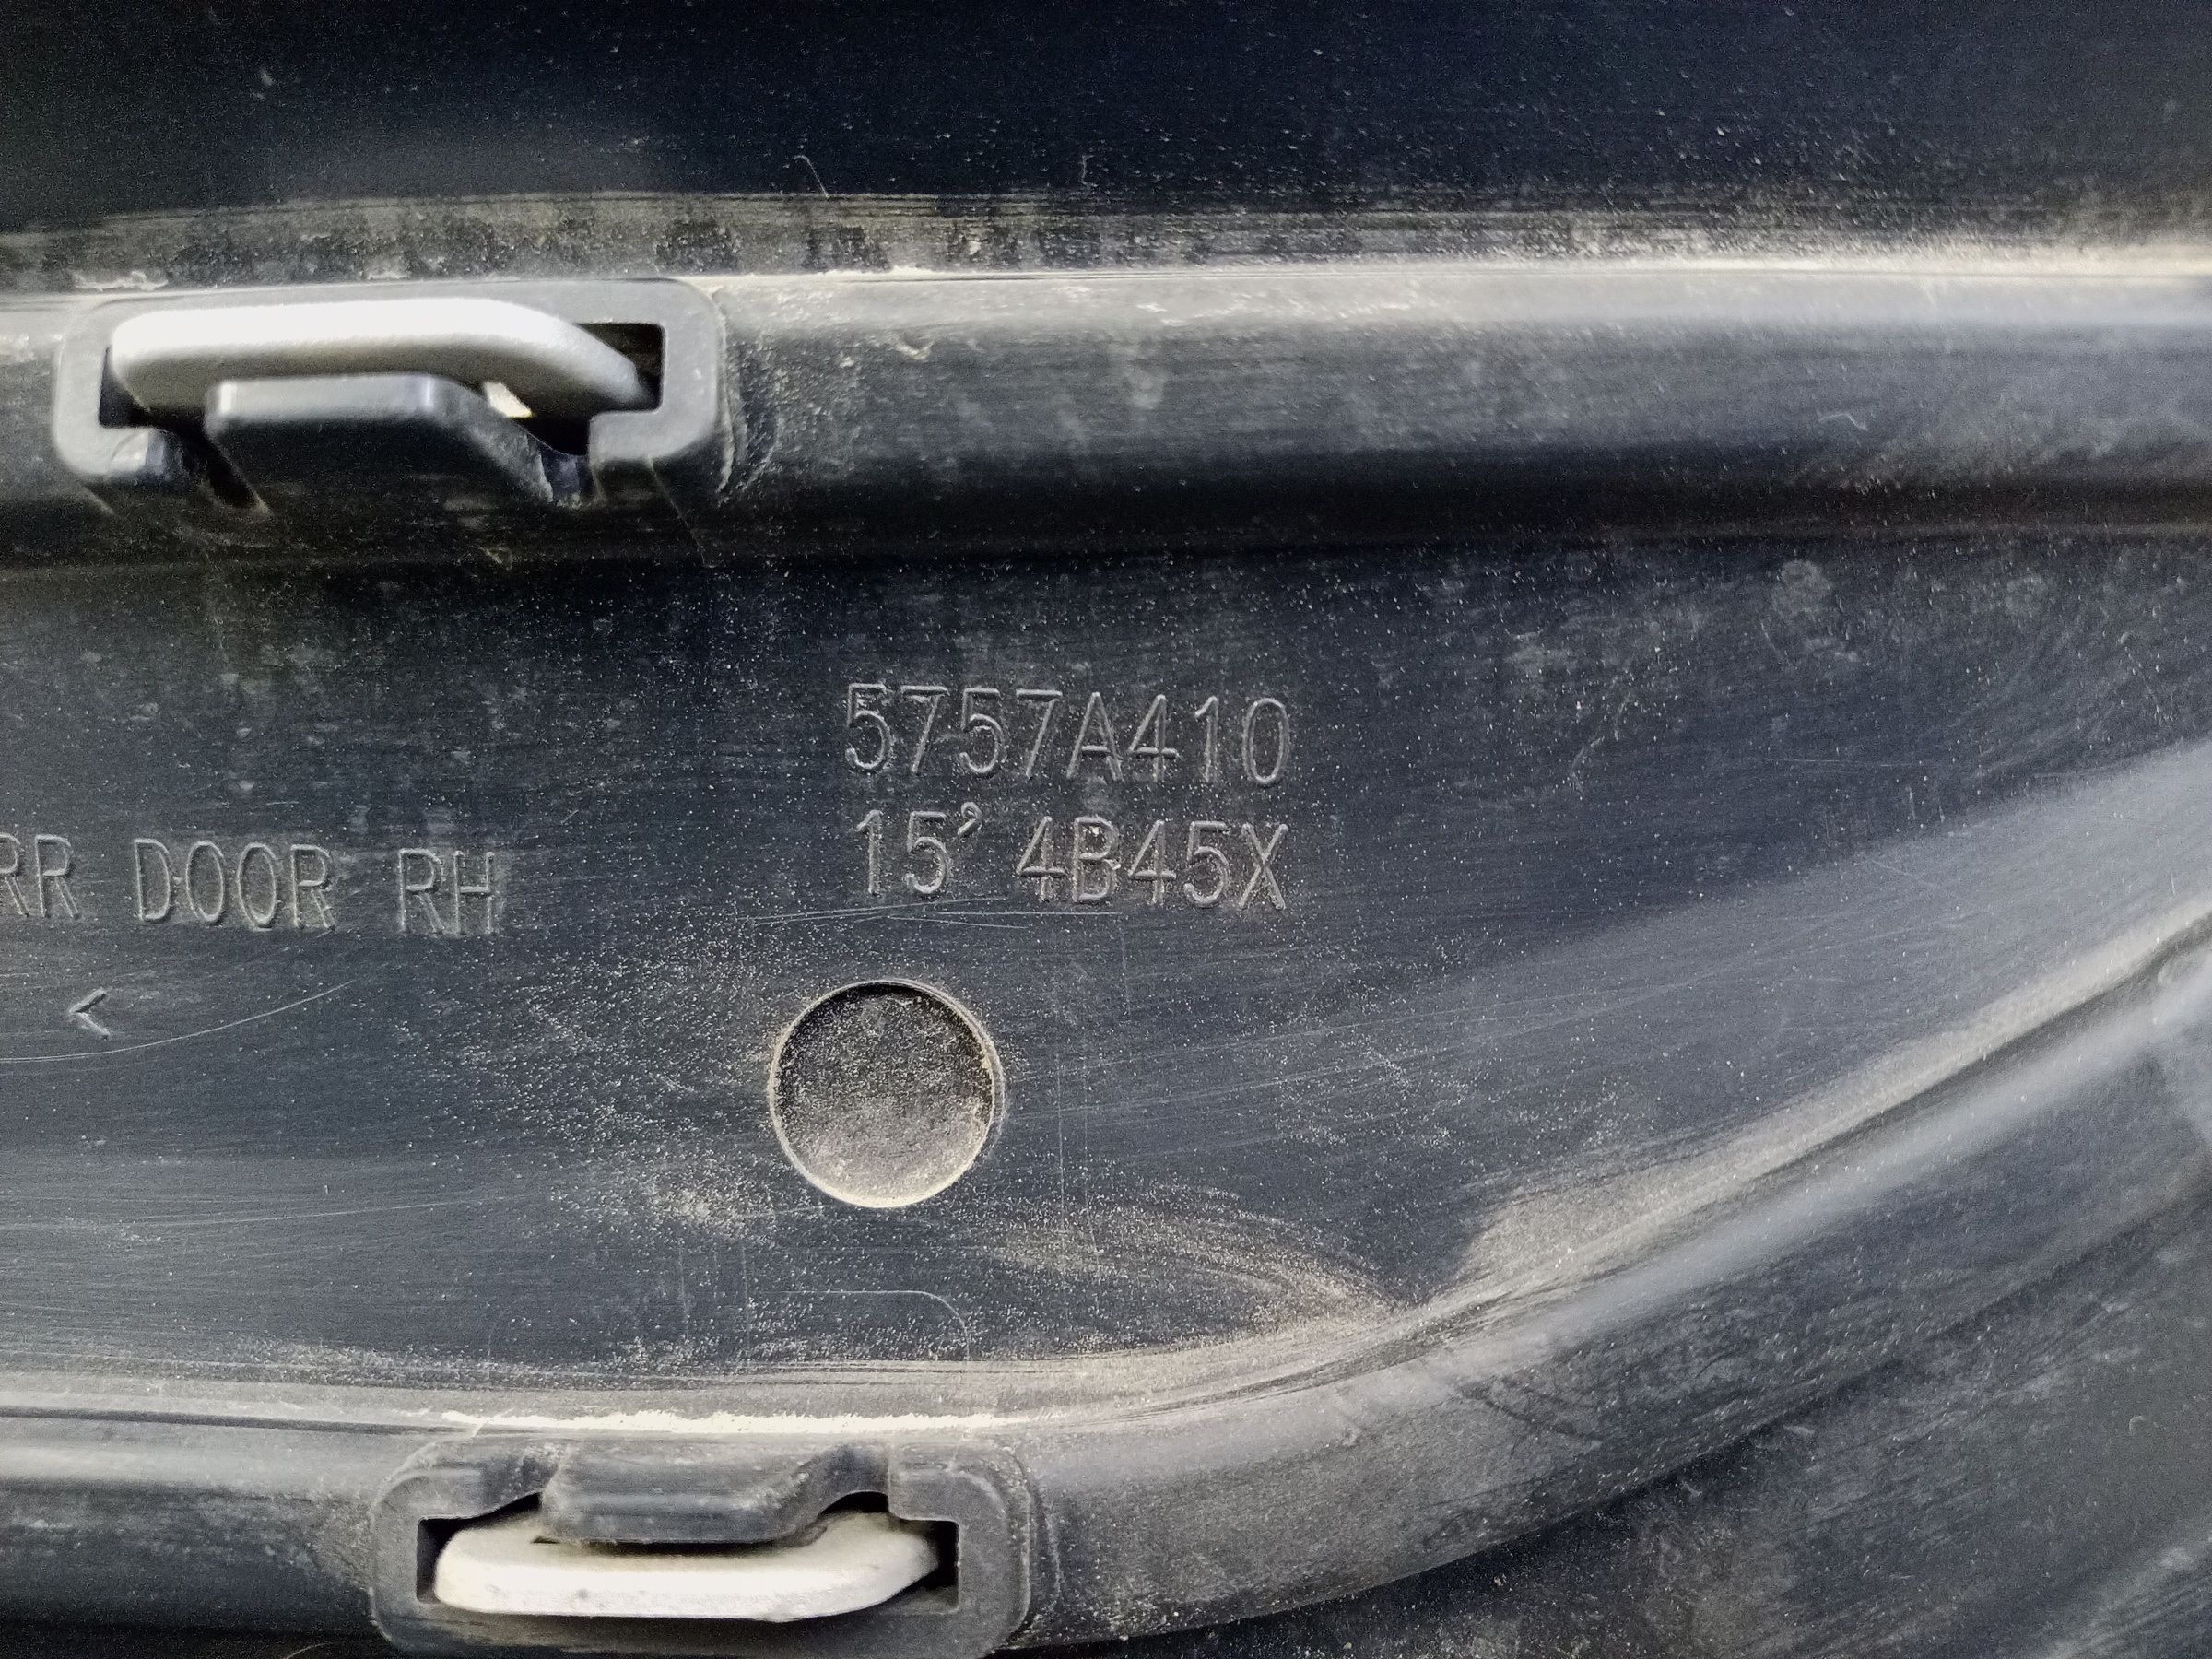 5757A410
15’ 4B45X
RR DOOR RH
<